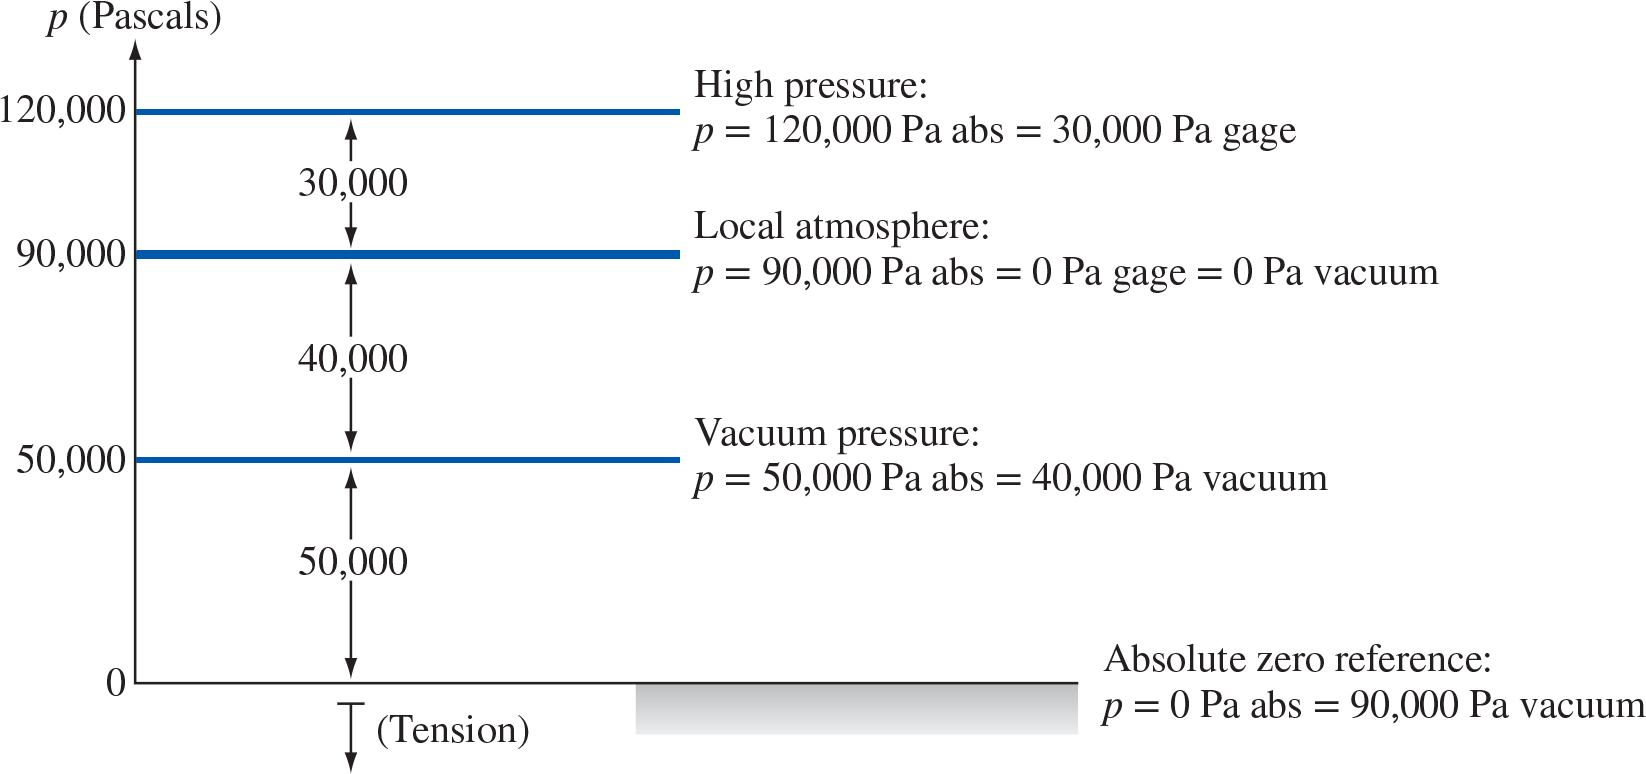 p (Pascals)
120,000
High pressure:
p = 120,000 Pa abs = 30,000 Pa gage
30,000
Local atmosphere:
90,000
p = 90,000 Pa abs = 0 Pa gage = 0 Pa vacuum
40,000
Vacuum pressure:
50,000
p = 50,000 Pa abs = 40,000 Pa vacuum
50,000
Absolute zero reference:
0
p = 0 Pa abs = 90,000 Pa vacuum
(Tension)